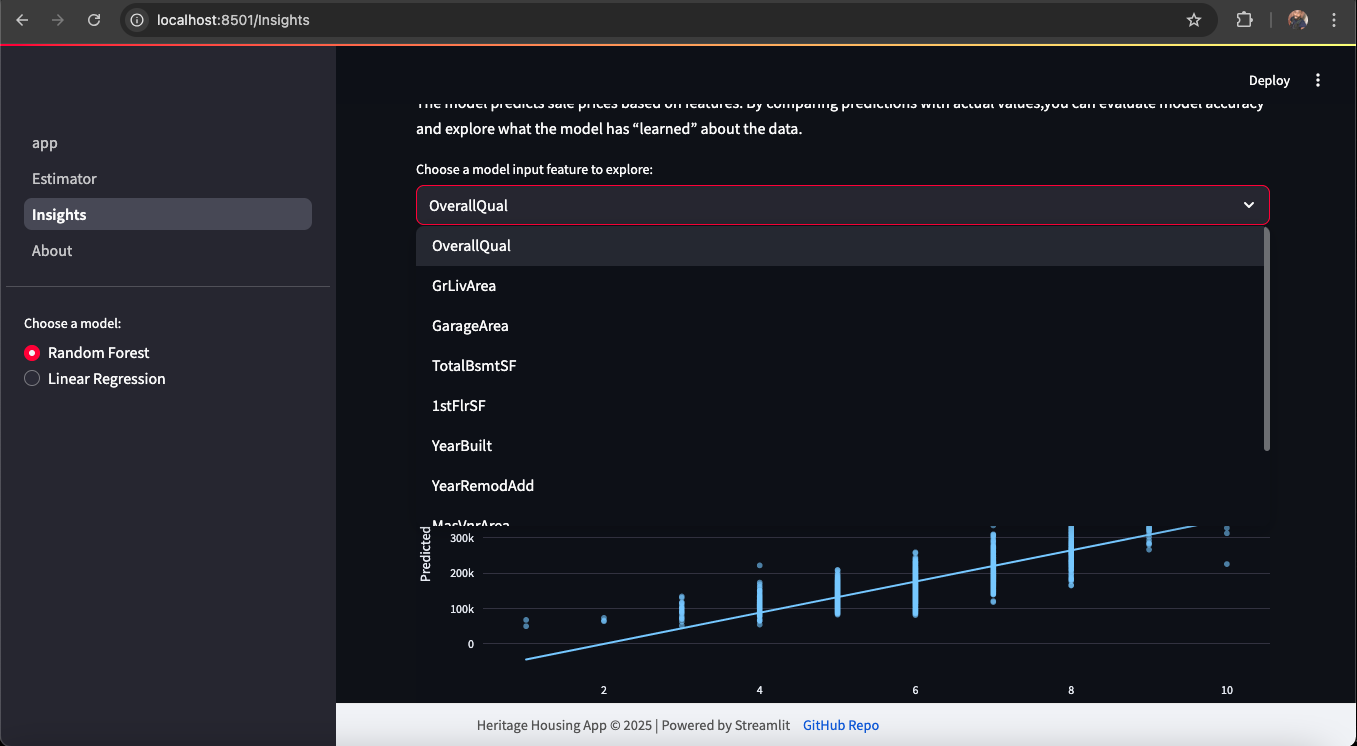 localhost:8501/Insights
Deploy
app
Estimator
Insights
About
Choose a model:
Random Forest
Linear Regression
The model predicts sale prices based on features. By comparing predictions with actual values,you can evaluate model accuracy
and explore what the model has “learned” about the data.
Choose a model input feature to explore:
OverallQual
OverallQual
GrLivArea
GarageArea
TotalBsmtSF
1stFlrSF
YearBuilt
YearRemodAdd
MasVnrArea
Predicted
300k
200k
100k
0
2 4 6 8 10
Heritage Housing App © 2025 | Powered by Streamlit GitHub Repo